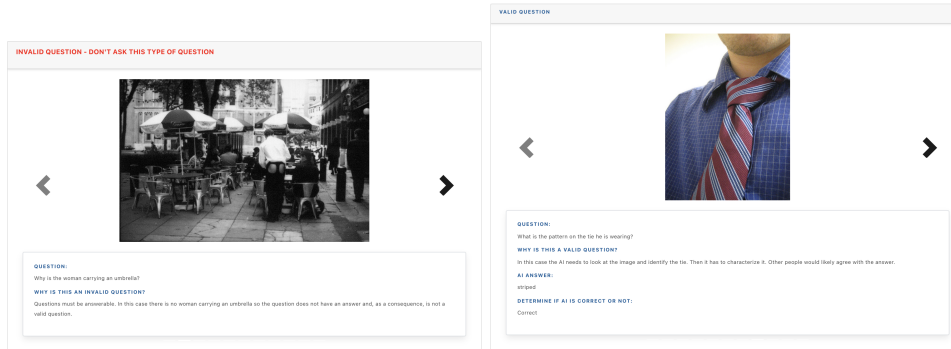 INVALID QUESTION - DON'T ASK THIS TYPE OF QUESTION
QUESTION:
Why is the woman carrying an umbrella?
WHY IS THIS AN INVALID QUESTION?
Questions must be answerable. In this case there is no woman carrying an umbrella so the question does not have an answer and, as a consequence, is not a
valid question.
VALID QUESTION
QUESTION:
What is the pattern on the tie he is wearing?
WHY IS THIS A VALID QUESTION?
In this case the AI needs to look at the image and identify the tie. Then it has to characterize it. Other people would likely agree with the answer.
AI ANSWER:
striped
DETERMINE IF AI IS CORRECT OR NOT:
Correct